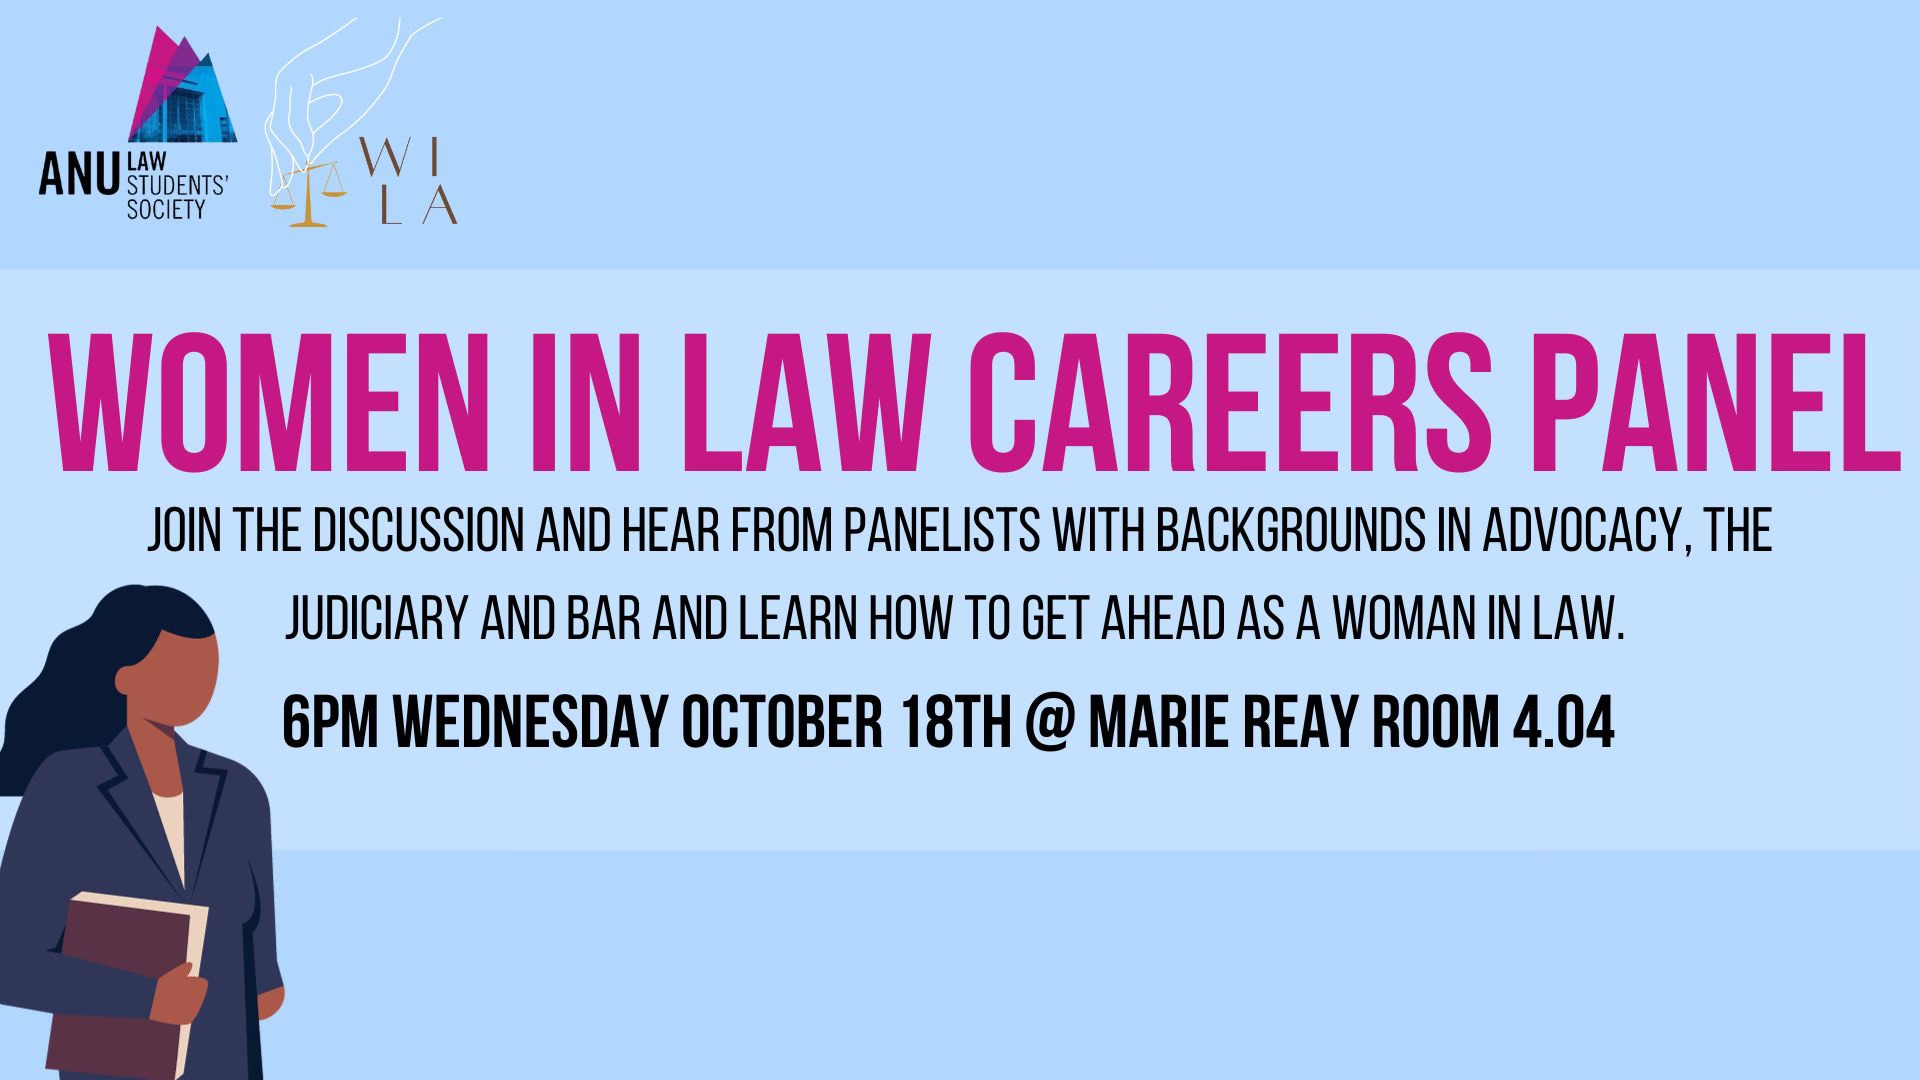 ANU LAW
STUDENTS'
SOCIETY
WI
LA
WOMEN IN LAW CAREERS PANEL
JOIN THE DISCUSSION AND HEAR FROM PANELISTS WITH BACKGROUNDS IN ADVOCACY, THE
JUDICIARY AND BAR AND LEARN HOW TO GET AHEAD AS A WOMAN IN LAW.
6PM WEDNESDAY OCTOBER 18TH @ MARIE REAY ROOM 4.04